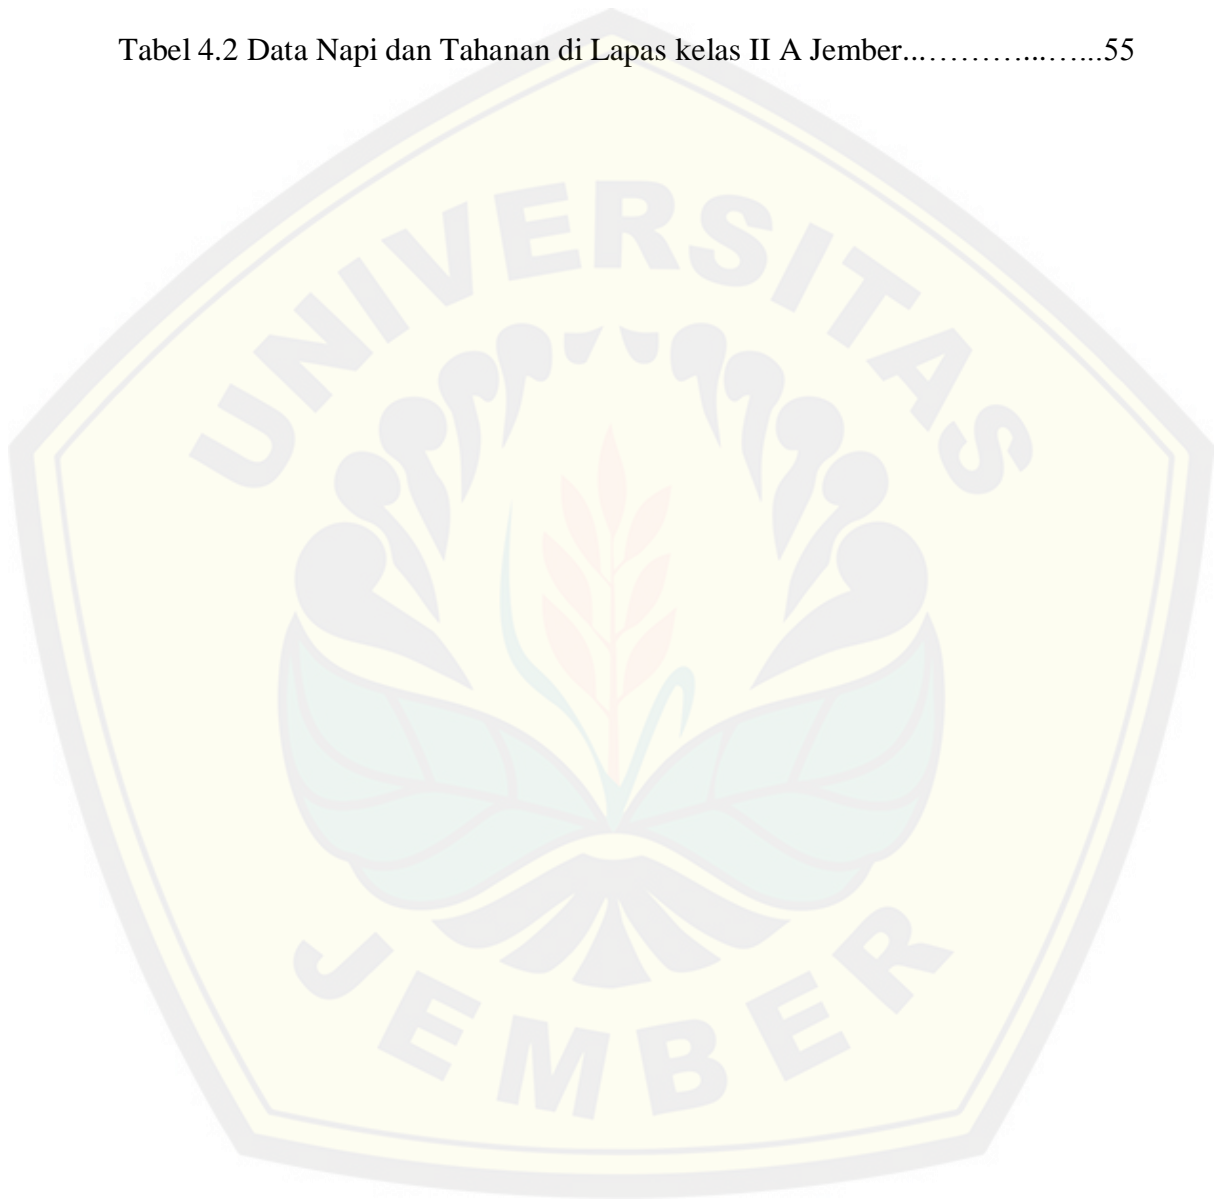 Tabel 4.2 Data Napi dan Tahanan di Lapas kelas II A Jember...…………...…...55
UNIVERSITAS
JEMBER